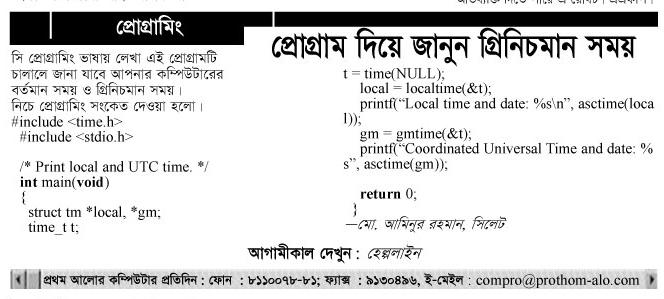 প্রোগ্রামিং
প্রোগ্রাম দিয়ে জানুন গ্রিনিচমান সময়
সি প্রোগ্রামিং ভাষায় লেখা এই প্রোগ্রামটি
চালালে জানা যাবে আপনার কম্পিউটারের
বর্তমান সময় ও গ্রিনিচমান সময়।
নিচে প্রোগ্রামিং সংকেত দেওয়া হলো।
#include <time.h>
#include <stdio.h>
/* Print local and UTC time. */
int main(void)
{
struct tm *local, *gm;
time_t t;
t = time(NULL);
local = localtime(&t);
printf(“Local time and date: %s\n”, asctime(loca
l));
gm = gmtime(&t);
printf(“Coordinated Universal Time and date: %
s”, asctime(gm));
return 0;
}
—মো. আমিনুর রহমান, সিলেট
আগামীকাল দেখুন : হেল্পলাইন
প্রথম আলোর কম্পিউটার প্রতিদিন : ফোন : ৮১১০০৭৮-৮১; ফ্যাক্স : ৯১৩০৪৯৬, ই-মেইল : compro@prothom-alo.com